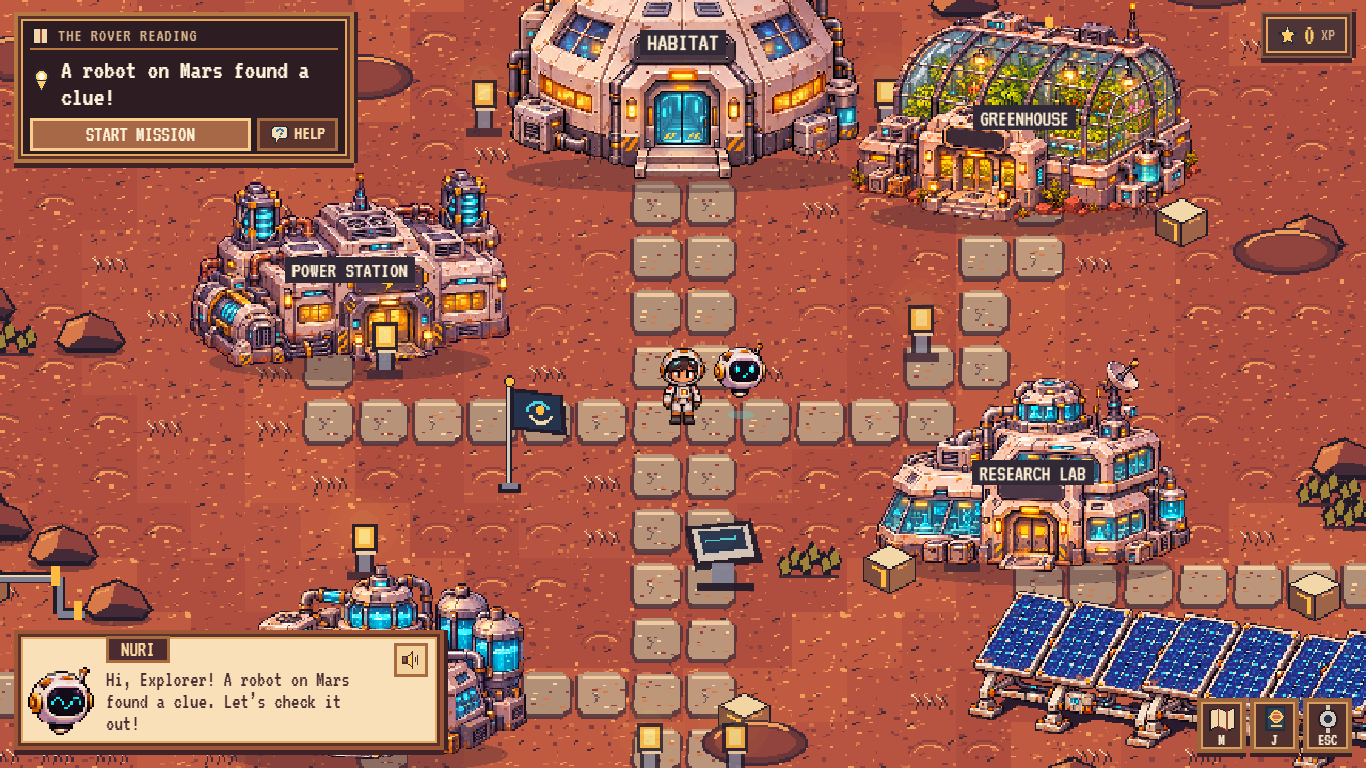 THE ROVER READING
A robot on Mars found a
clue!
START MISSION
HELP
0 XP
HABITAT
GREENHOUSE
POWER STATION
RESEARCH LAB
NURI
Hi, Explorer! A robot on Mars
found a clue. Let's check it
out!
M
J
ESC